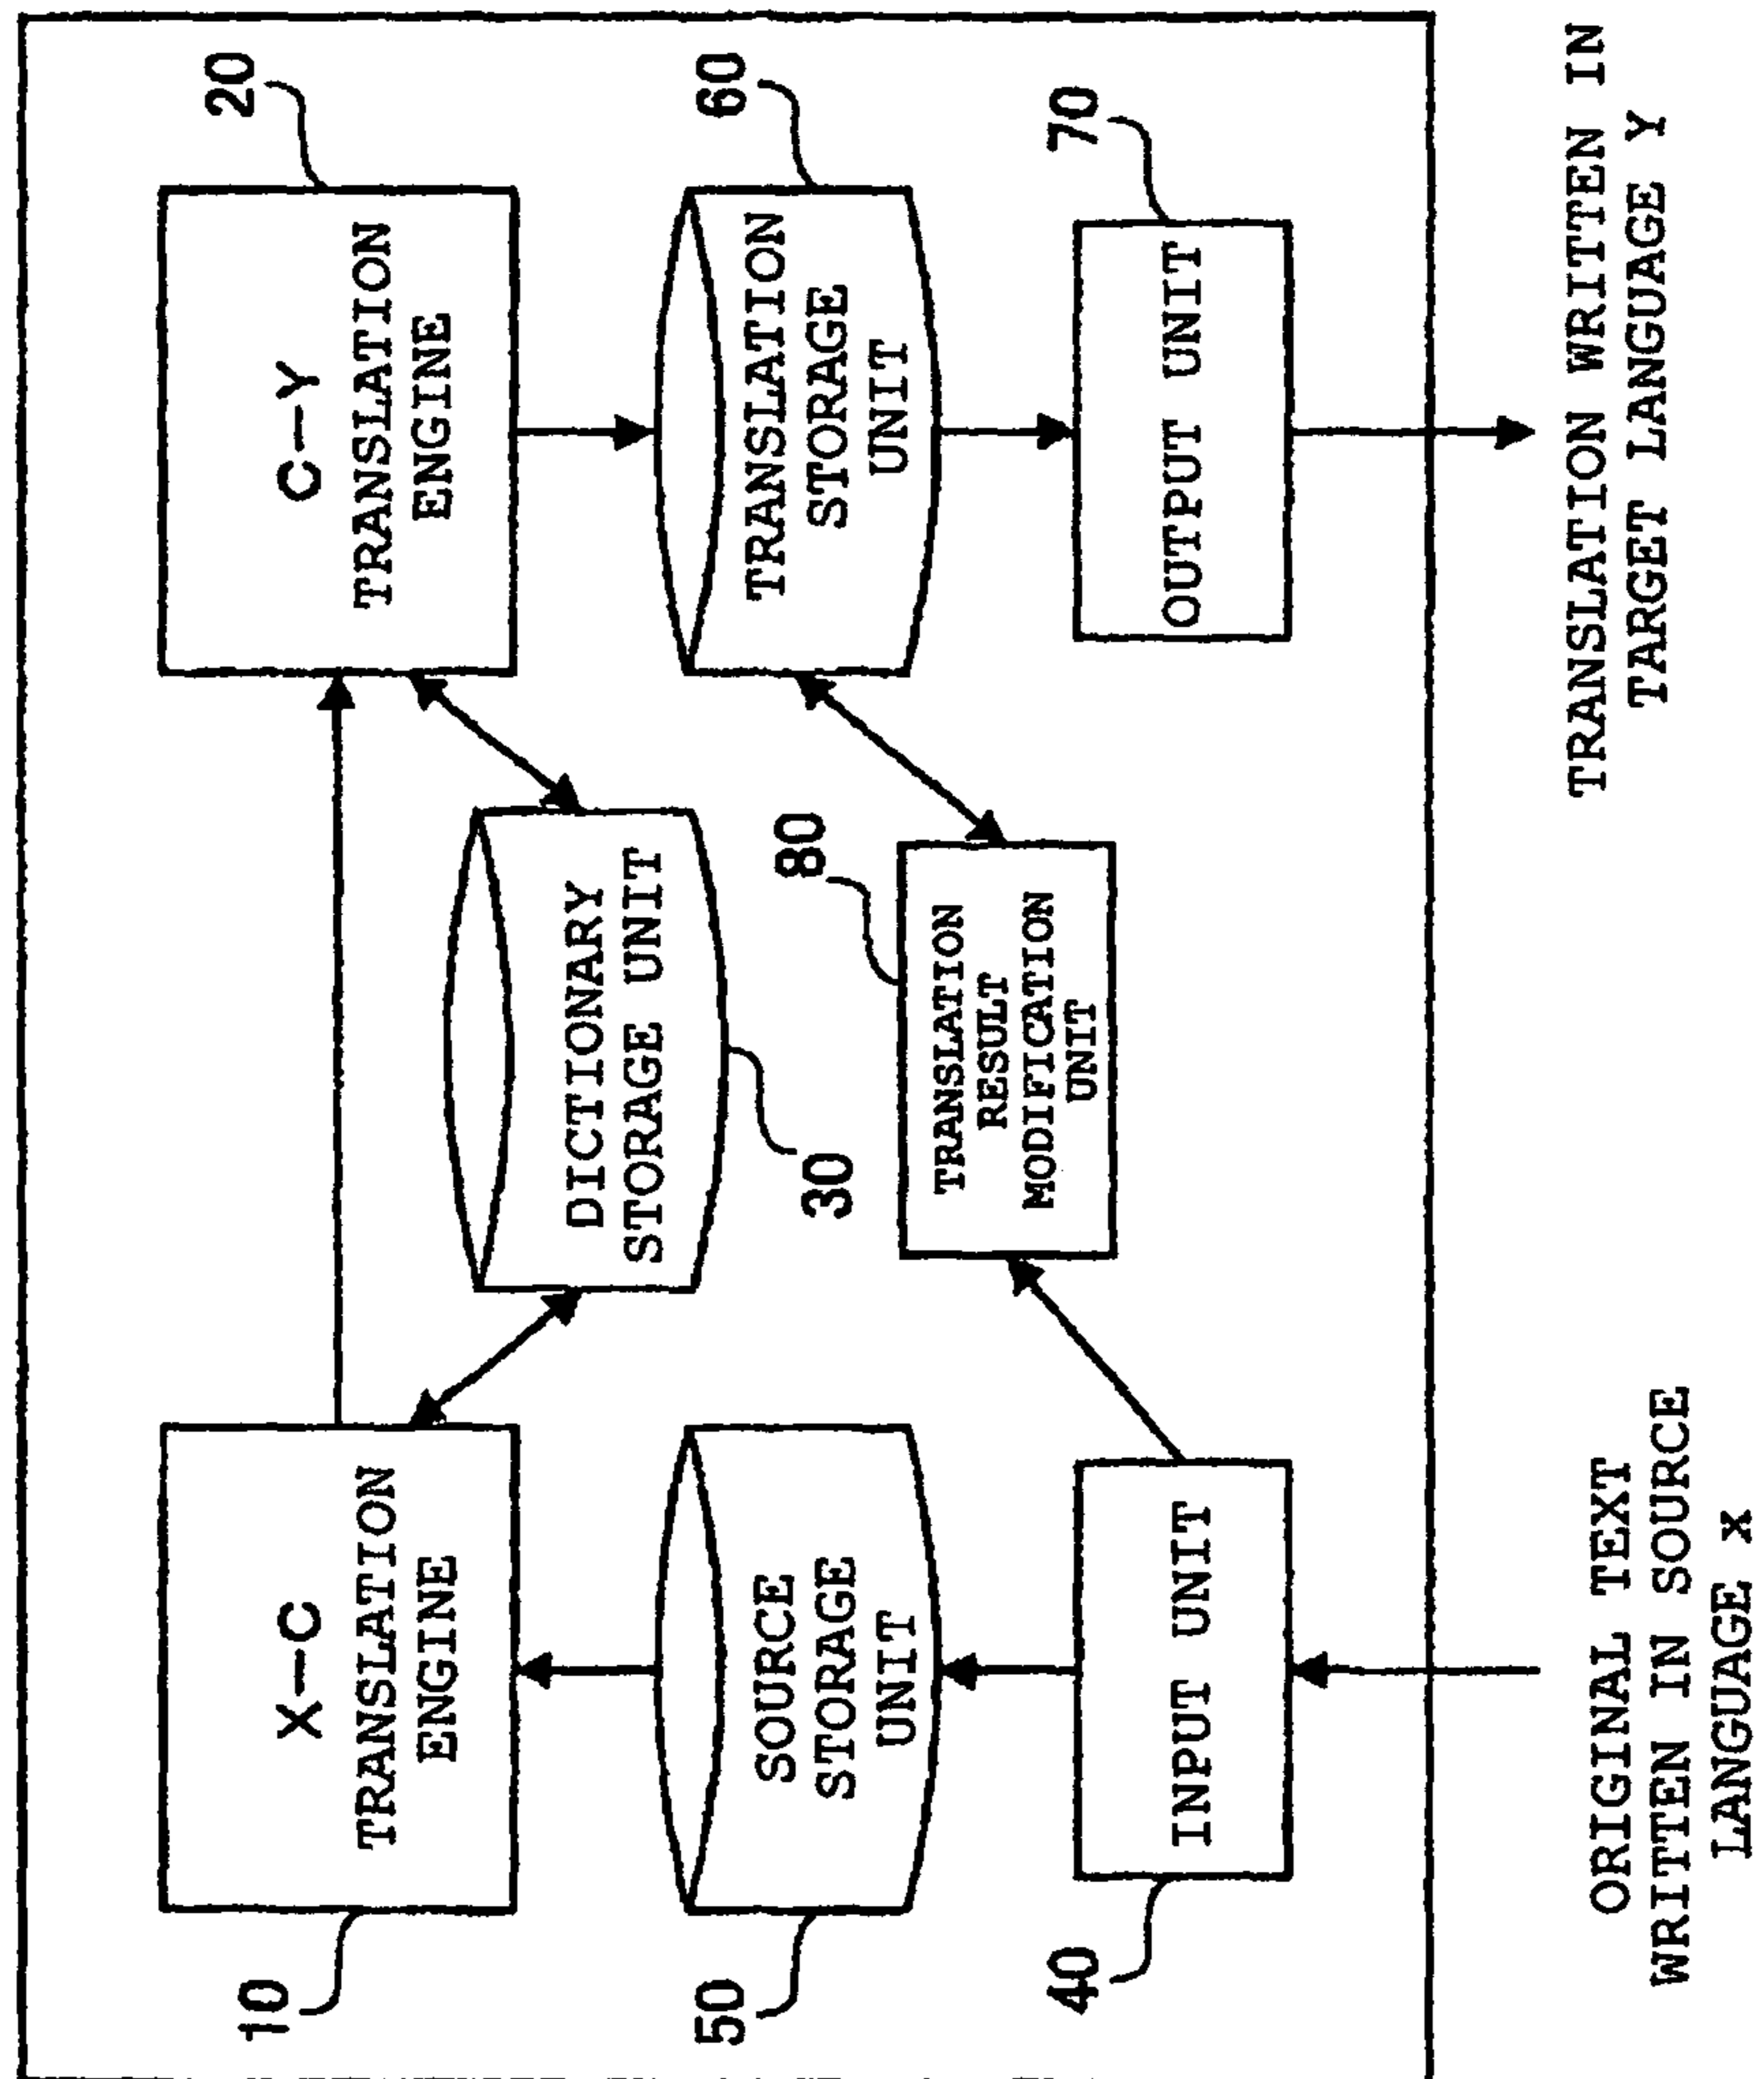 10
X-C
TRANSLATION
ENGINE
20
C-Y
TRANSLATION
ENGINE
DICTIONARY
STORAGE UNIT
30
50
SOURCE
STORAGE
UNIT
60
TRANSLATION
STORAGE
UNIT
80
TRANSLATION
RESULT
MODIFICATION
UNIT
40
INPUT UNIT
70
OUTPUT UNIT
ORIGINAL TEXT
WRITTEN IN SOURCE
LANGUAGE x
TRANSLATION WRITTEN IN
TARGET LANGUAGE Y